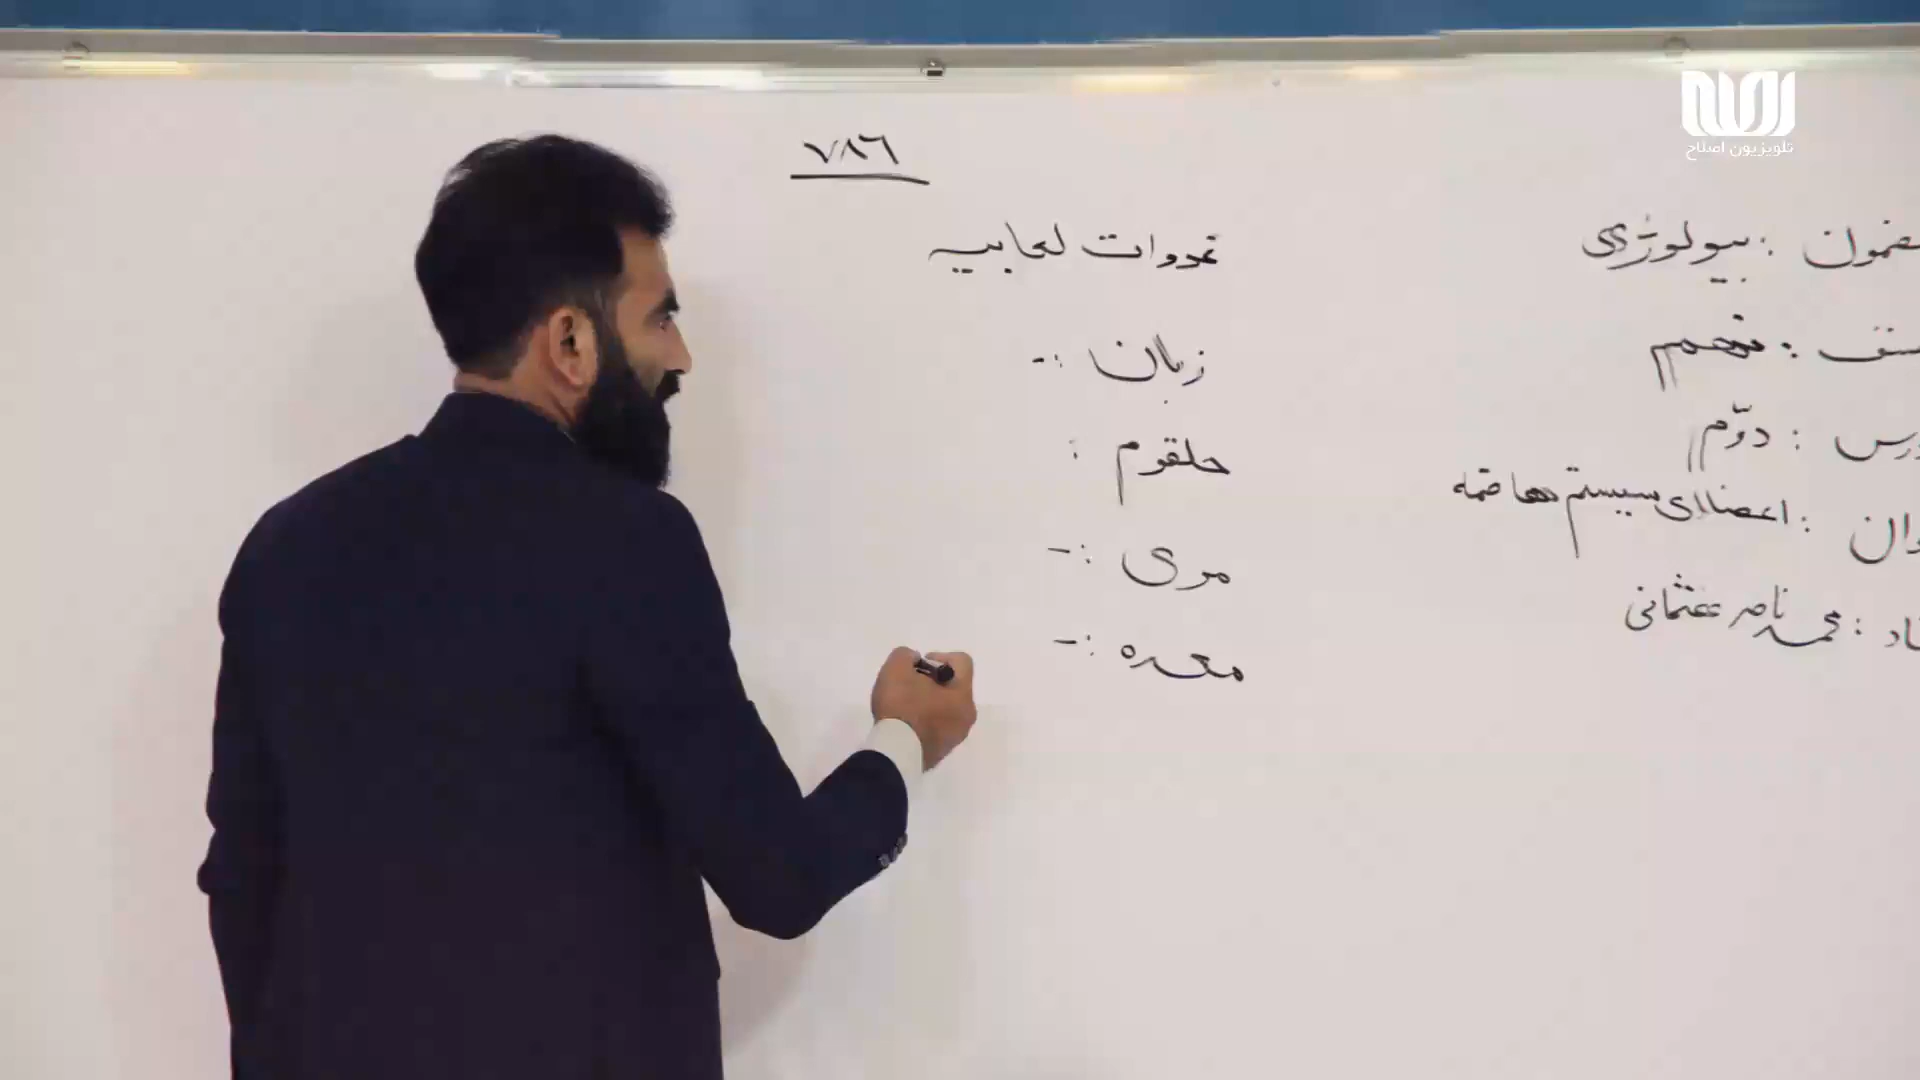 ۷۸۶
مضمون : بیولوژی
صنف : نهم
درس : دوّم
عنوان : اعضای سیستم هاضمه
استاد : محمد ناصر عثمانی
غدوات لعابیه
زبان :-
حلقوم :
مری :-
معده :-
تلویزیون اصلاح